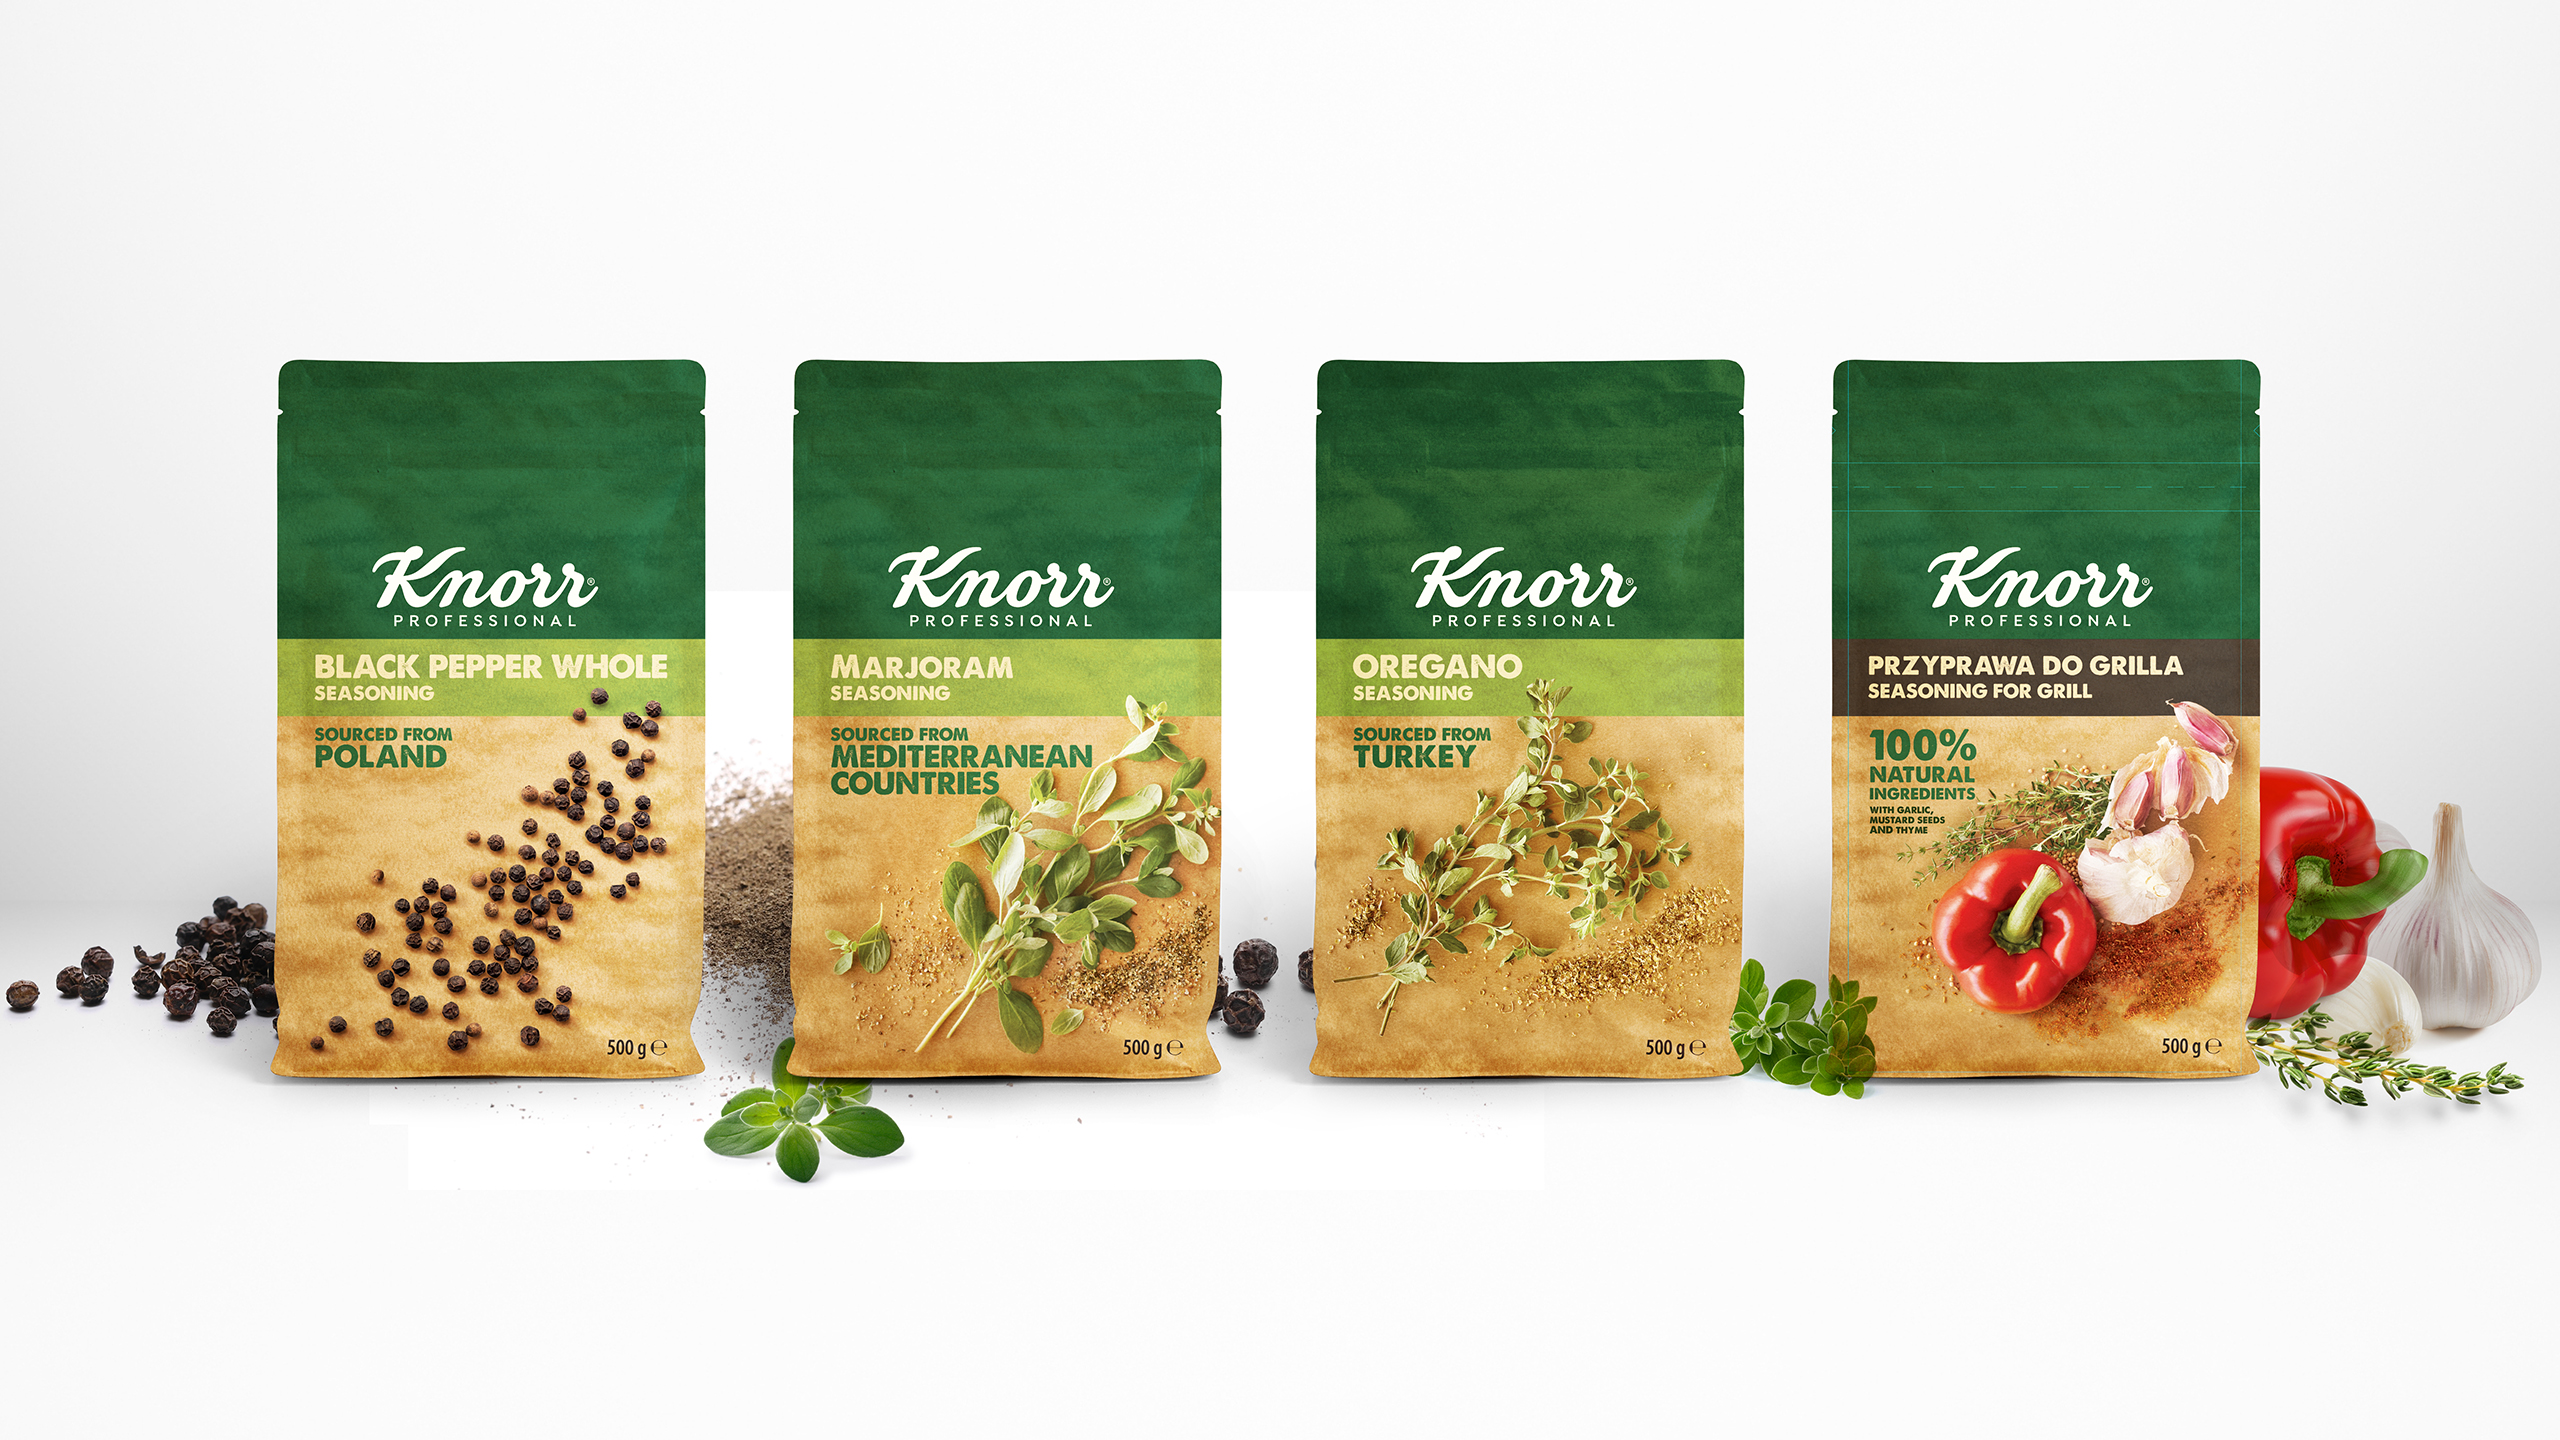 Knorr®
PROFESSIONAL
BLACK PEPPER WHOLE
SEASONING
SOURCED FROM
POLAND
500 g ℮
Knorr®
PROFESSIONAL
MARJORAM
SEASONING
SOURCED FROM
MEDITERRANEAN
COUNTRIES
500 g ℮
Knorr®
PROFESSIONAL
OREGANO
SEASONING
SOURCED FROM
TURKEY
500 g ℮
Knorr®
PROFESSIONAL
PRZYPRAWA DO GRILLA
SEASONING FOR GRILL
100%
NATURAL
INGREDIENTS
WITH GARLIC,
MUSTARD SEEDS
AND THYME
500 g ℮